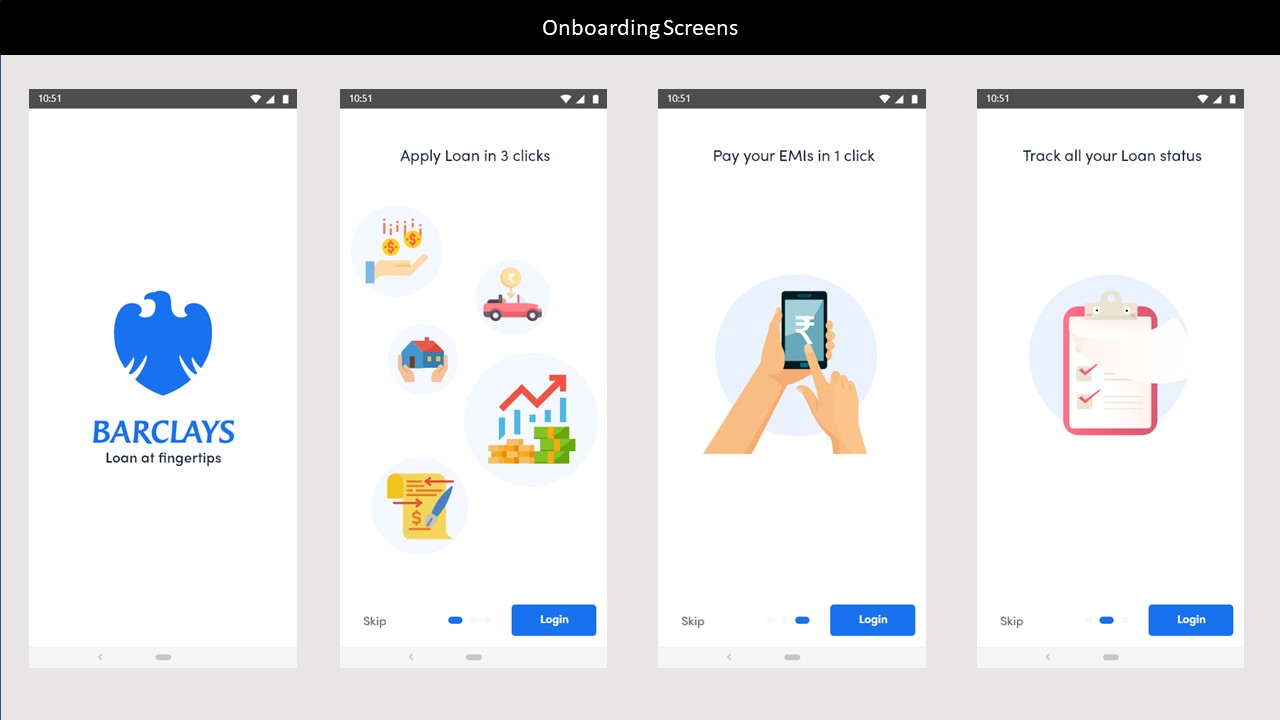 Onboarding Screens
10:51
BARCLAYS
Loan at fingertips
10:51
Apply Loan in 3 clicks
$ $
₹
$
Skip
Login
10:51
Pay your EMIs in 1 click
₹
Skip
Login
10:51
Track all your Loan status
Skip
Login